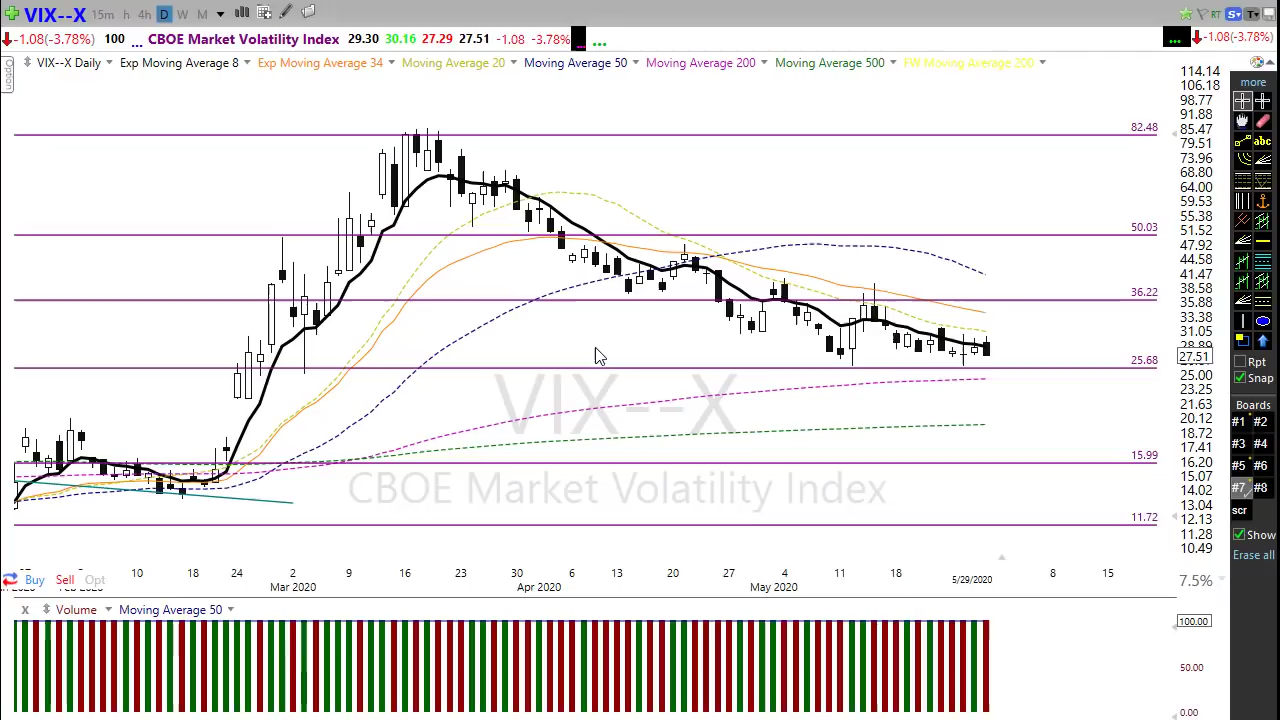 VIX--X 15m h 4h D W M RT S T
-1.08(-3.78%) 100 ... CBOE Market Volatility Index 29.30 30.16 27.29 27.51 -1.08 -3.78% ... ... -1.08(-3.78%)
Option
VIX--X Daily Exp Moving Average 8 Exp Moving Average 34 Moving Average 20 Moving Average 50 Moving Average 200 Moving Average 500 FW Moving Average 200
114.14
106.18
98.77
91.88
85.47
79.51
73.96
68.80
64.00
59.53
55.38
51.52
47.92
44.58
41.47
38.58
35.88
33.38
31.05
28.89
27.51
25.00
23.25
21.63
20.12
18.72
17.41
16.20
15.07
14.02
13.04
12.13
11.28
10.49
82.48
50.03
36.22
25.68
15.99
11.72
VIX--X
CBOE Market Volatility Index
10 18 24 2 9 16 23 30 6 13 20 27 4 11 18 5/29/2020 8 15
Mar 2020 Apr 2020 May 2020
Buy Sell Opt
7.5%
x Volume Moving Average 50
100.00
50.00
0.00
more
abc
Rpt
Snap
Boards
#1 #2
#3 #4
#5 #6
#7 #8
scr
Show
Erase all